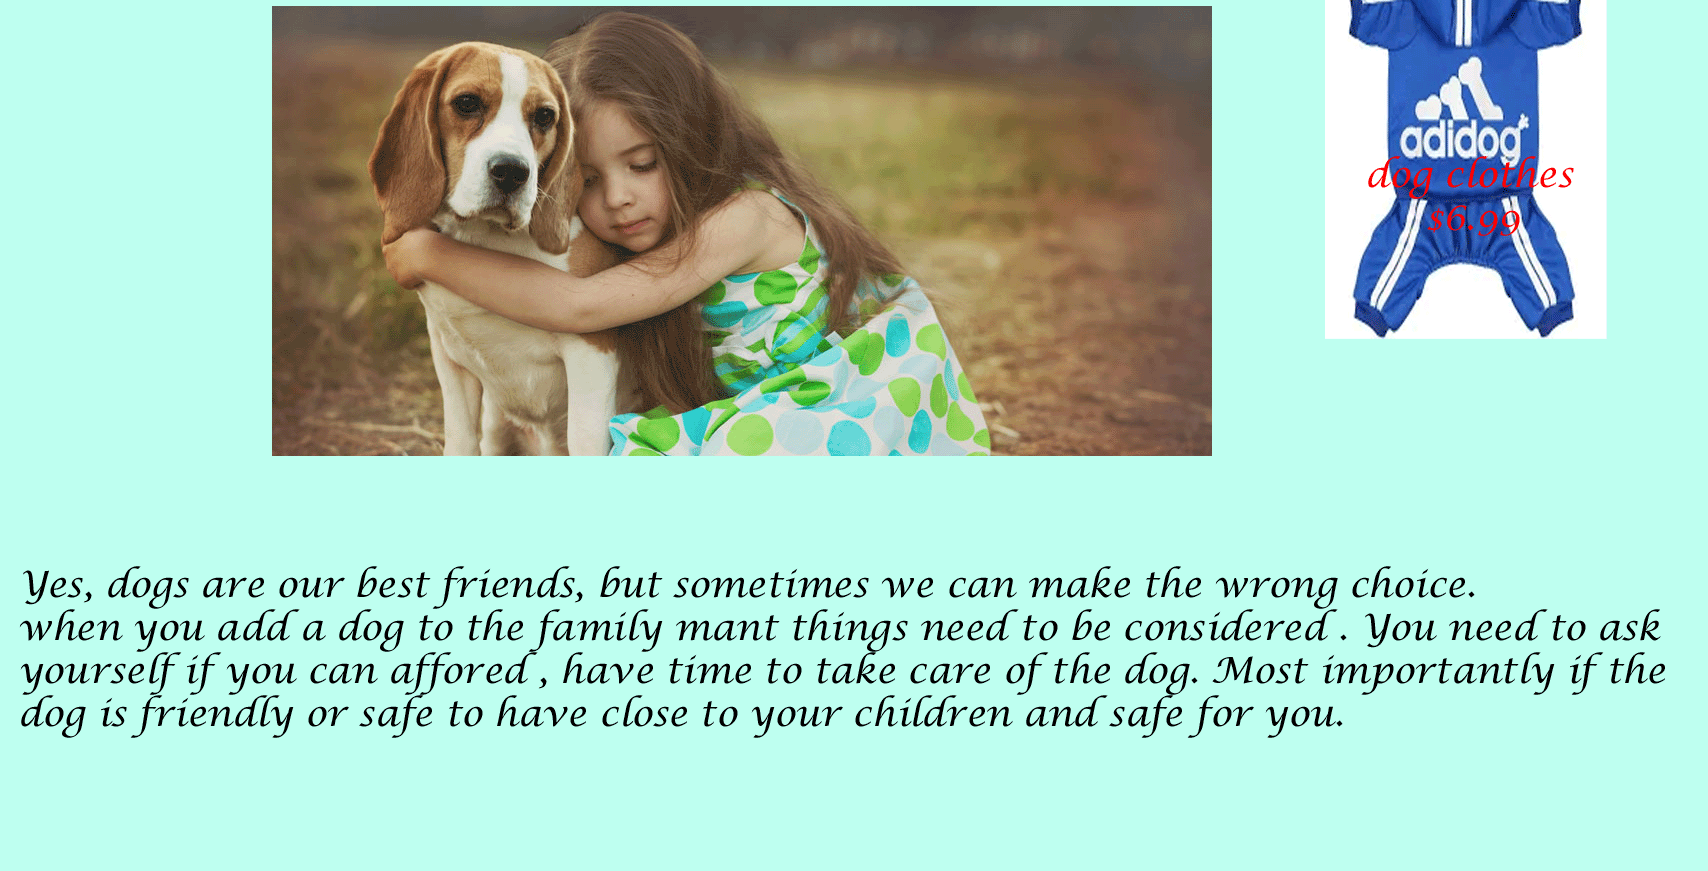 adidog
dog clothes
$6.99
Yes, dogs are our best friends, but sometimes we can make the wrong choice.
when you add a dog to the family mant things need to be considered . You need to ask
yourself if you can affored , have time to take care of the dog. Most importantly if the
dog is friendly or safe to have close to your children and safe for you.